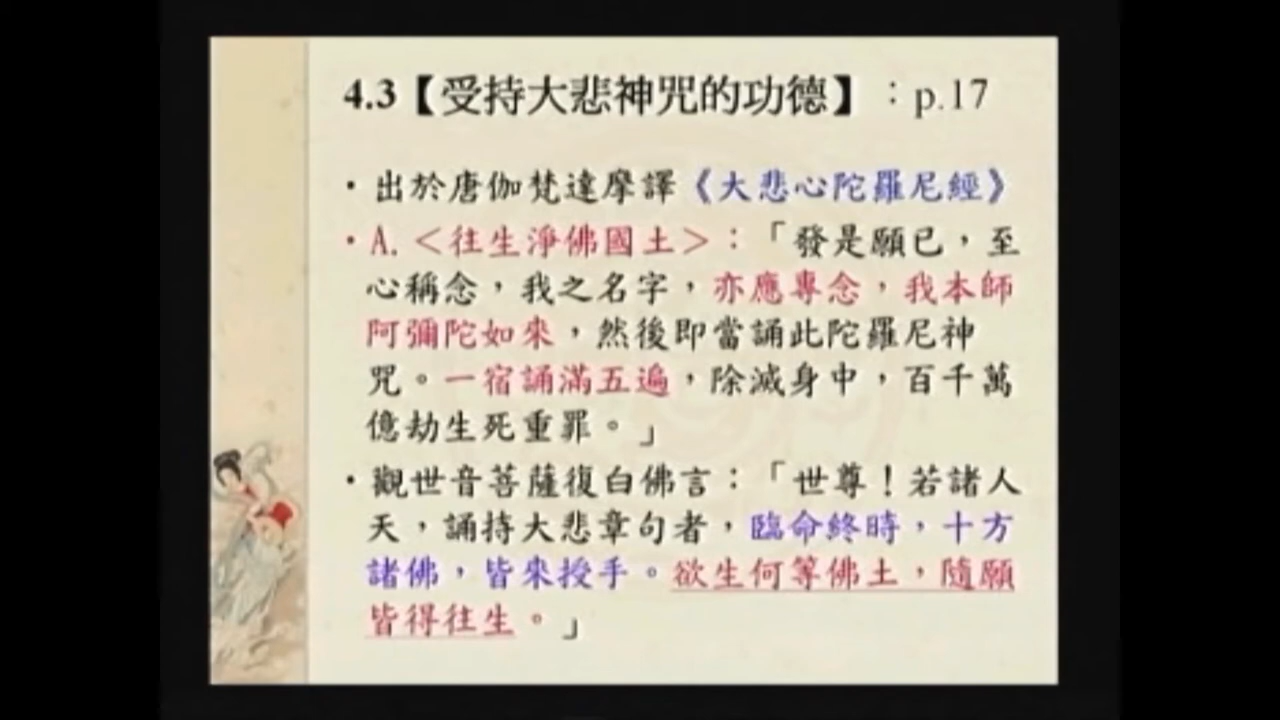 4.3【受持大悲神咒的功德】：p.17
• 出於唐伽梵達摩譯《大悲心陀羅尼經》
• A.＜往生淨佛國土＞：「發是願已，至
心稱念，我之名字，亦應專念，我本師
阿彌陀如來，然後即當誦此陀羅尼神
咒。一宿誦滿五遍，除滅身中，百千萬
億劫生死重罪。」
• 觀世音菩薩復白佛言：「世尊！若諸人
天，誦持大悲章句者，臨命終時，十方
諸佛，皆來授手。欲生何等佛土，隨願
皆得往生。」